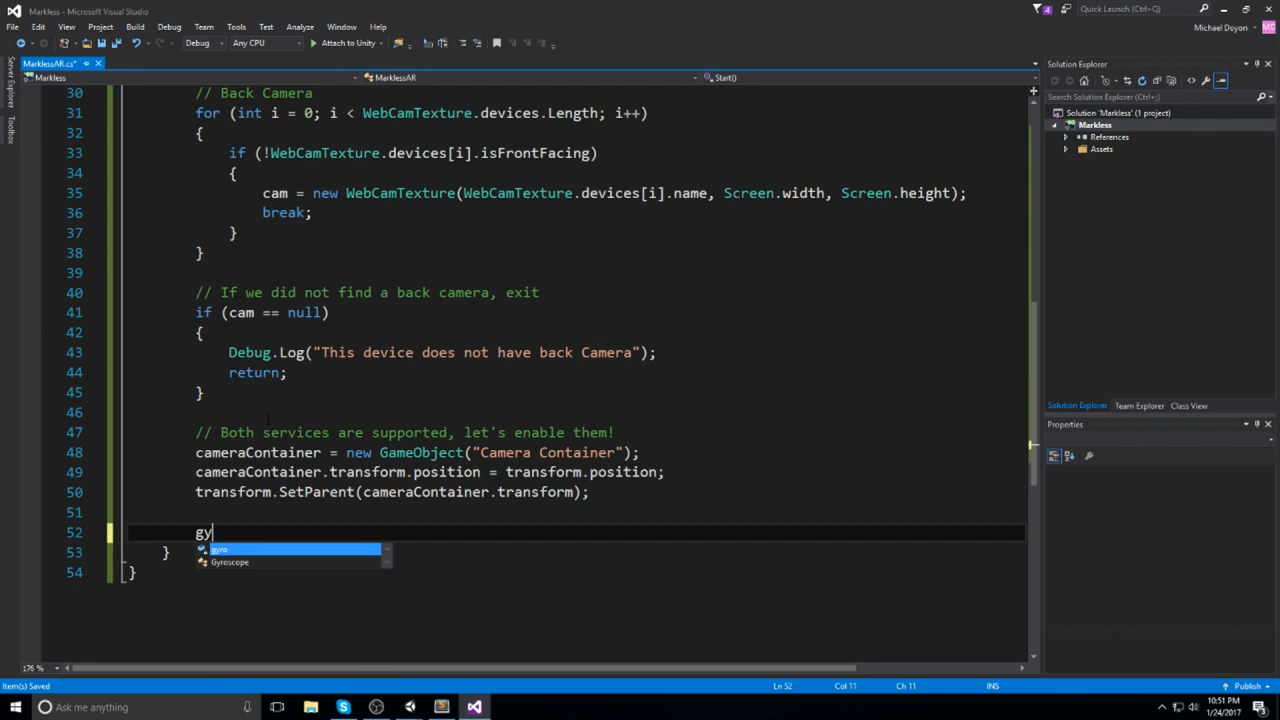 Markless - Microsoft Visual Studio
4
Quick Launch (Ctrl+Q)
File Edit View Project Build Debug Team Tools Test Analyze Window Help
Michael Doyon
Debug Any CPU Attach to Unity
MarklessAR.cs*
Solution Explorer
Markless MarklessAR Start()
Server Explorer
Toolbox
Search Solution Explorer (Ctrl+;)
Solution 'Markless' (1 project)
Markless
References
Assets
30 // Back Camera
31 for (int i = 0; i < WebCamTexture.devices.Length; i++)
32 {
33 if (!WebCamTexture.devices[i].isFrontFacing)
34 {
35 cam = new WebCamTexture(WebCamTexture.devices[i].name, Screen.width, Screen.height);
36 break;
37 }
38 }
39
40 // If we did not find a back camera, exit
41 if (cam == null)
42 {
43 Debug.Log("This device does not have back Camera");
44 return;
45 }
46
47 // Both services are supported, let's enable them!
48 cameraContainer = new GameObject("Camera Container");
49 cameraContainer.transform.position = transform.position;
50 transform.SetParent(cameraContainer.transform);
51
52 gy
gyro
Gyroscope
53 }
54 }
Solution Explorer Team Explorer Class View
Properties
176 %
Item(s) Saved Ln 52 Col 11 Ch 11 INS Publish
Ask me anything
10:51 PM
1/24/2017